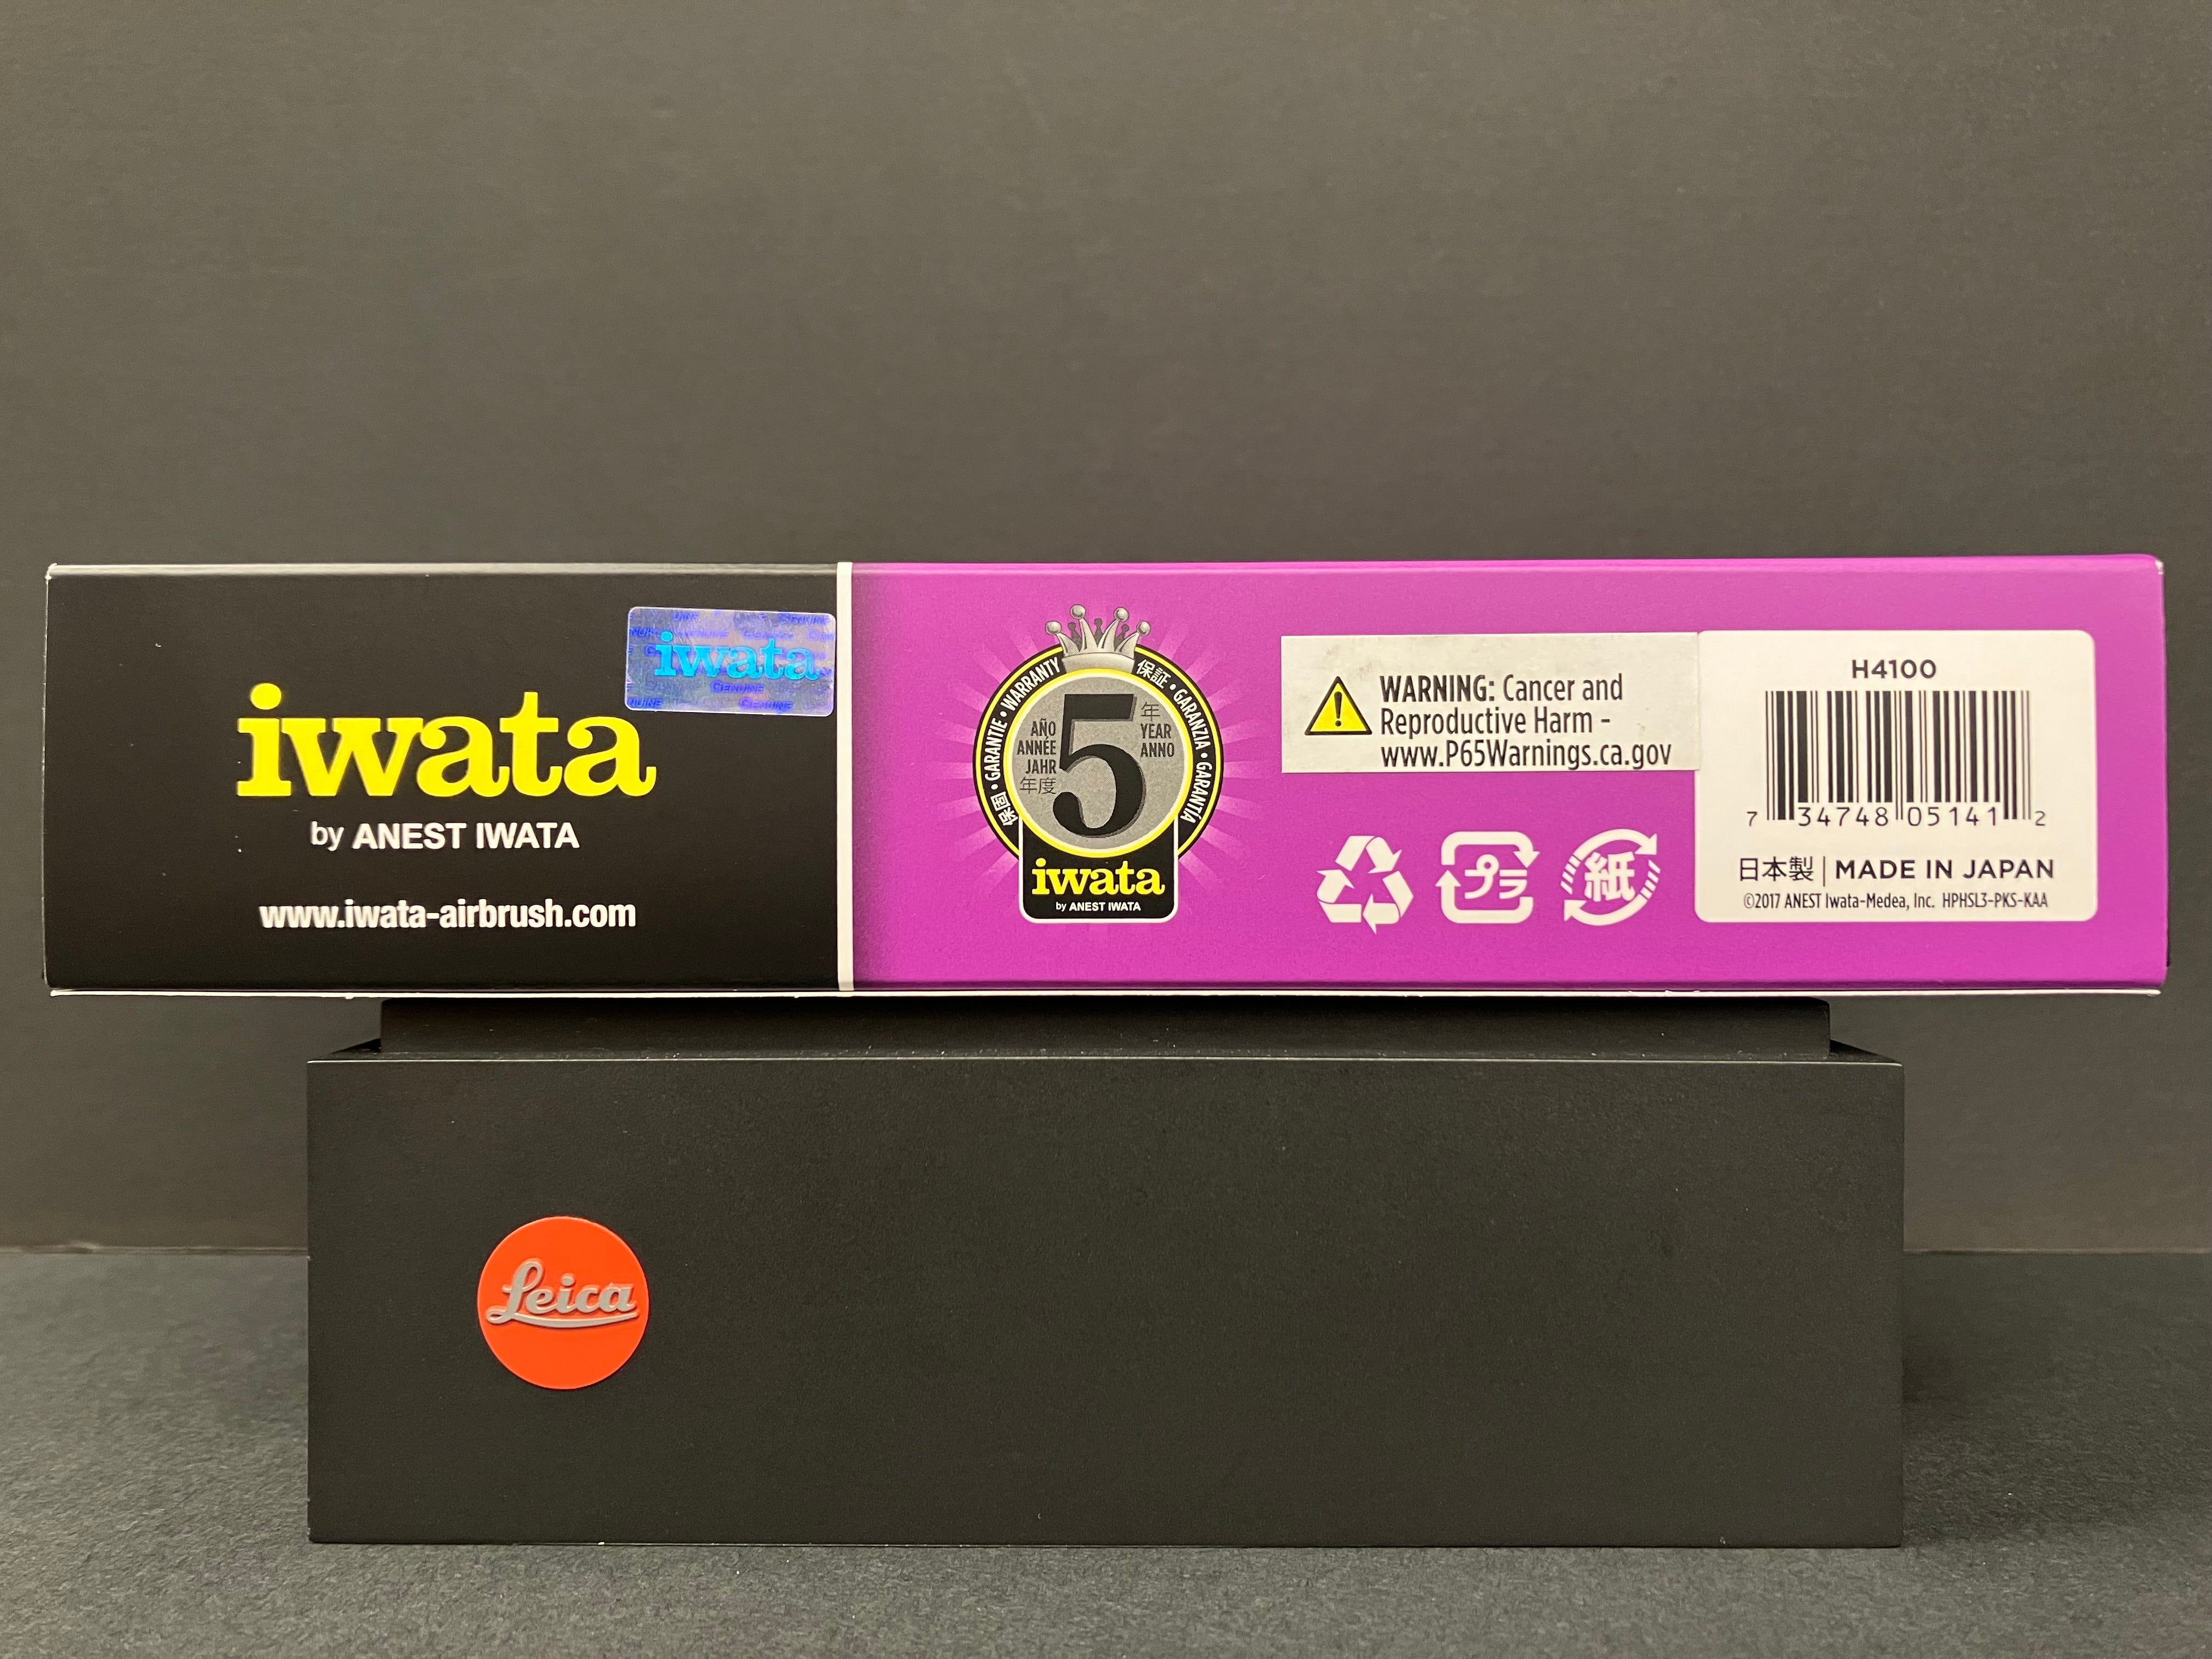 iwata
GENUINE
GENUINE
iwata
by ANEST IWATA
www.iwata-airbrush.com
保固 • GARANTIE • WARRANTY
保証 • GARANZIA • GARANTÍA
AÑO
ANNÉE
JAHR
年度
5
年
YEAR
ANNO
iwata
by ANEST IWATA
WARNING: Cancer and
Reproductive Harm -
www.P65Warnings.ca.gov
プラ
紙
H4100
7 34748 05141 2
日本製 | MADE IN JAPAN
©2017 ANEST Iwata-Medea, Inc. HPHSL3-PKS-KAA
Leica